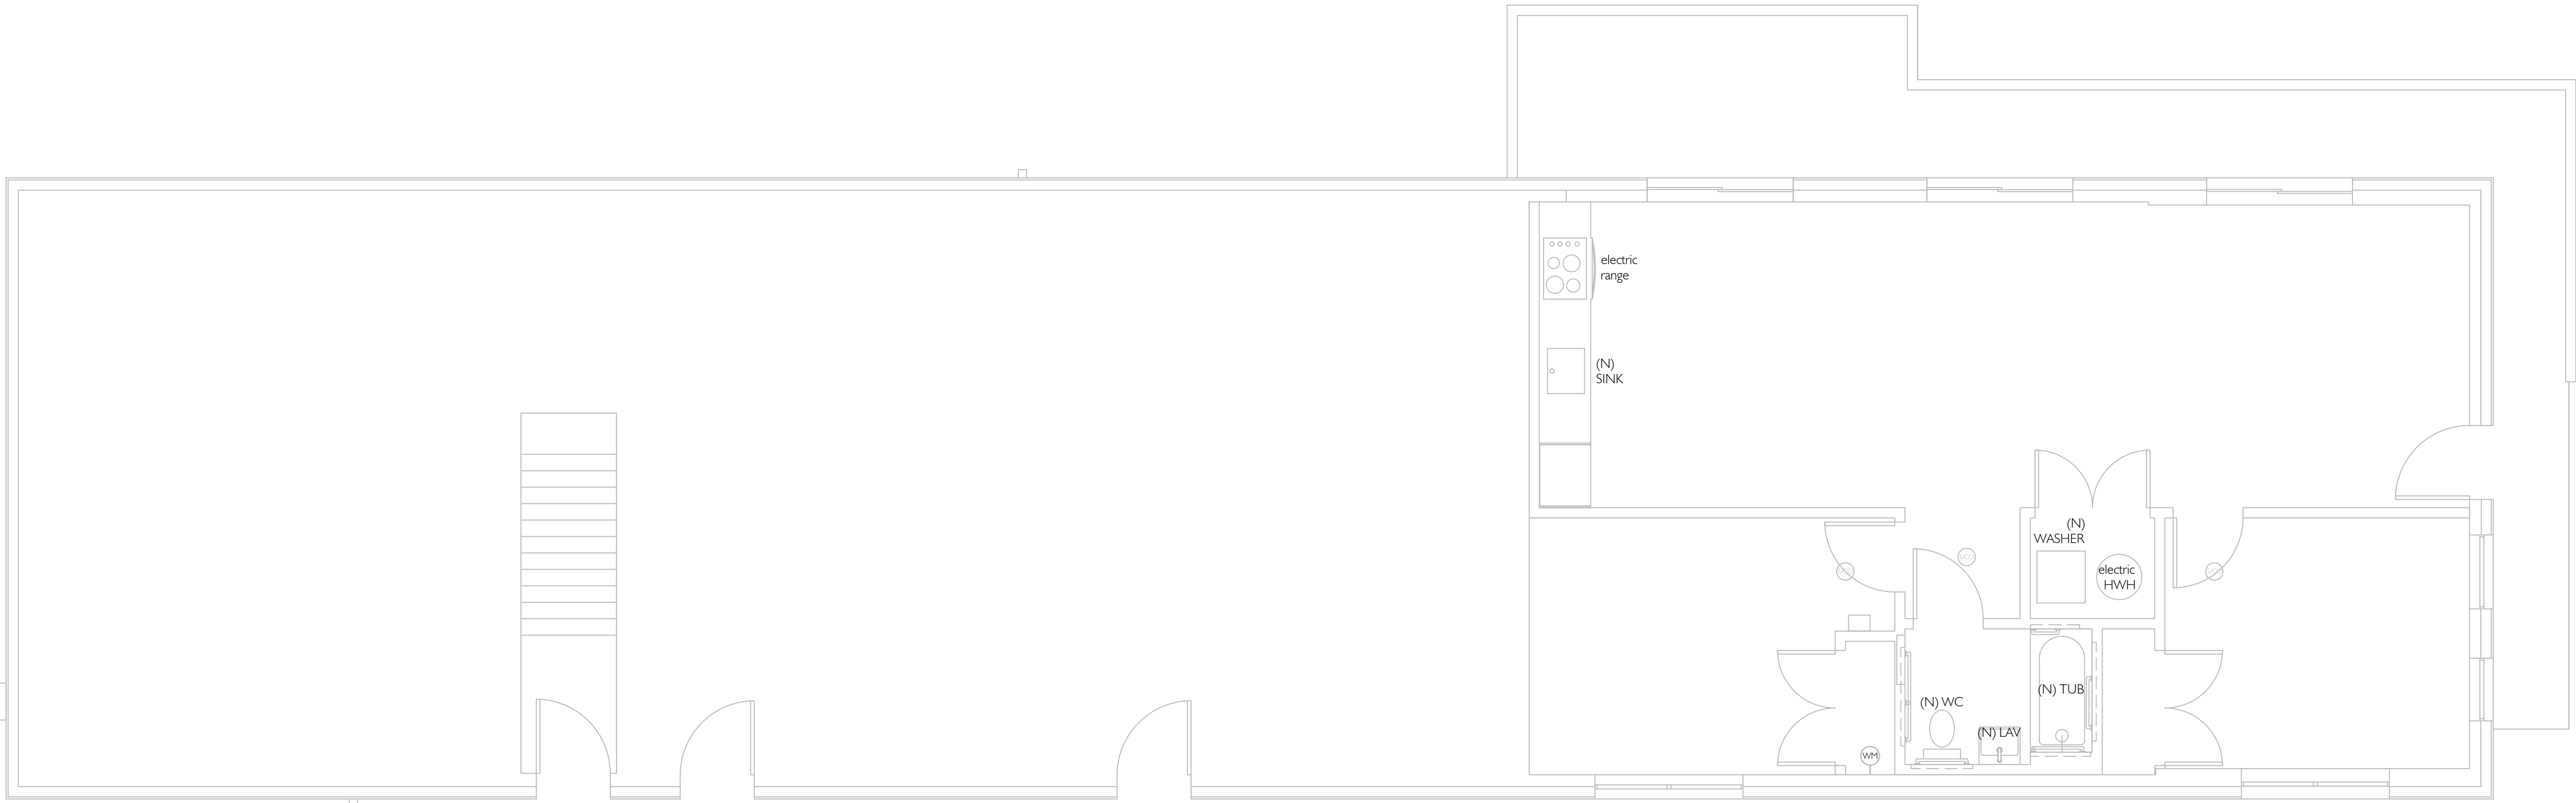 electric
range
(N)
SINK
(N)
WASHER
electric
HWH
(N) TUB
(N) WC
(N) LAV
WM